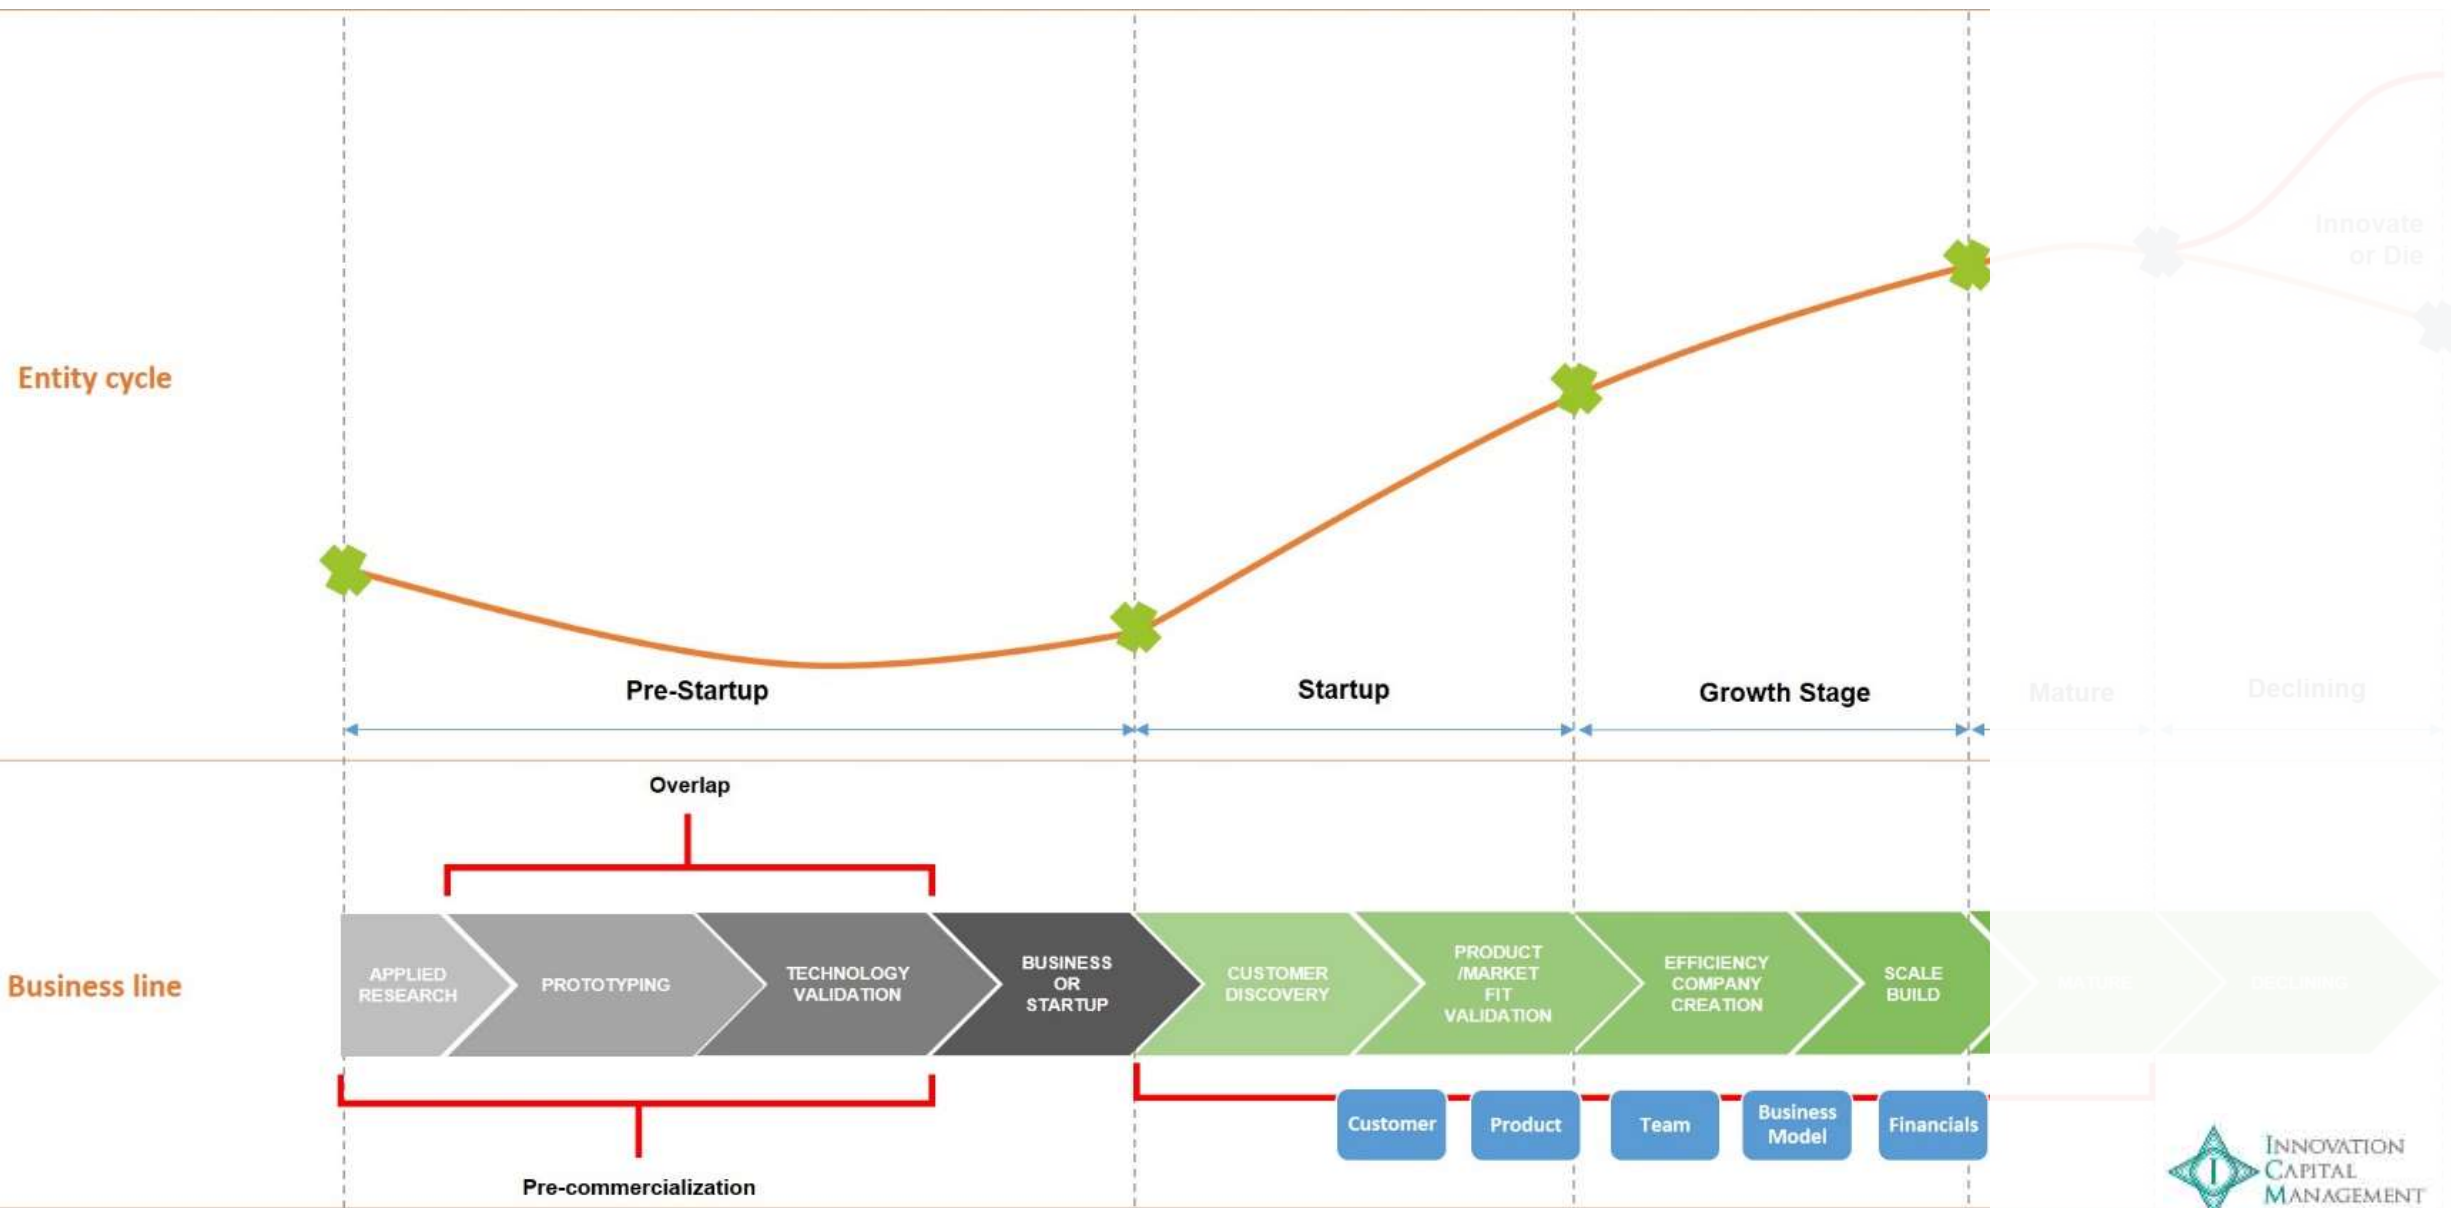 Innovate
or Die
Entity cycle
Pre-Startup
Startup
Growth Stage
Mature
Declining
Overlap
Business line
APPLIED
RESEARCH
PROTOTYPING
TECHNOLOGY
VALIDATION
BUSINESS
OR
STARTUP
CUSTOMER
DISCOVERY
PRODUCT
/MARKET
FIT
VALIDATION
EFFICIENCY
COMPANY
CREATION
SCALE
BUILD
MATURE
DECLINING
Customer
Product
Team
Business
Model
Financials
Pre-commercialization
I
INNOVATION
CAPITAL
MANAGEMENT